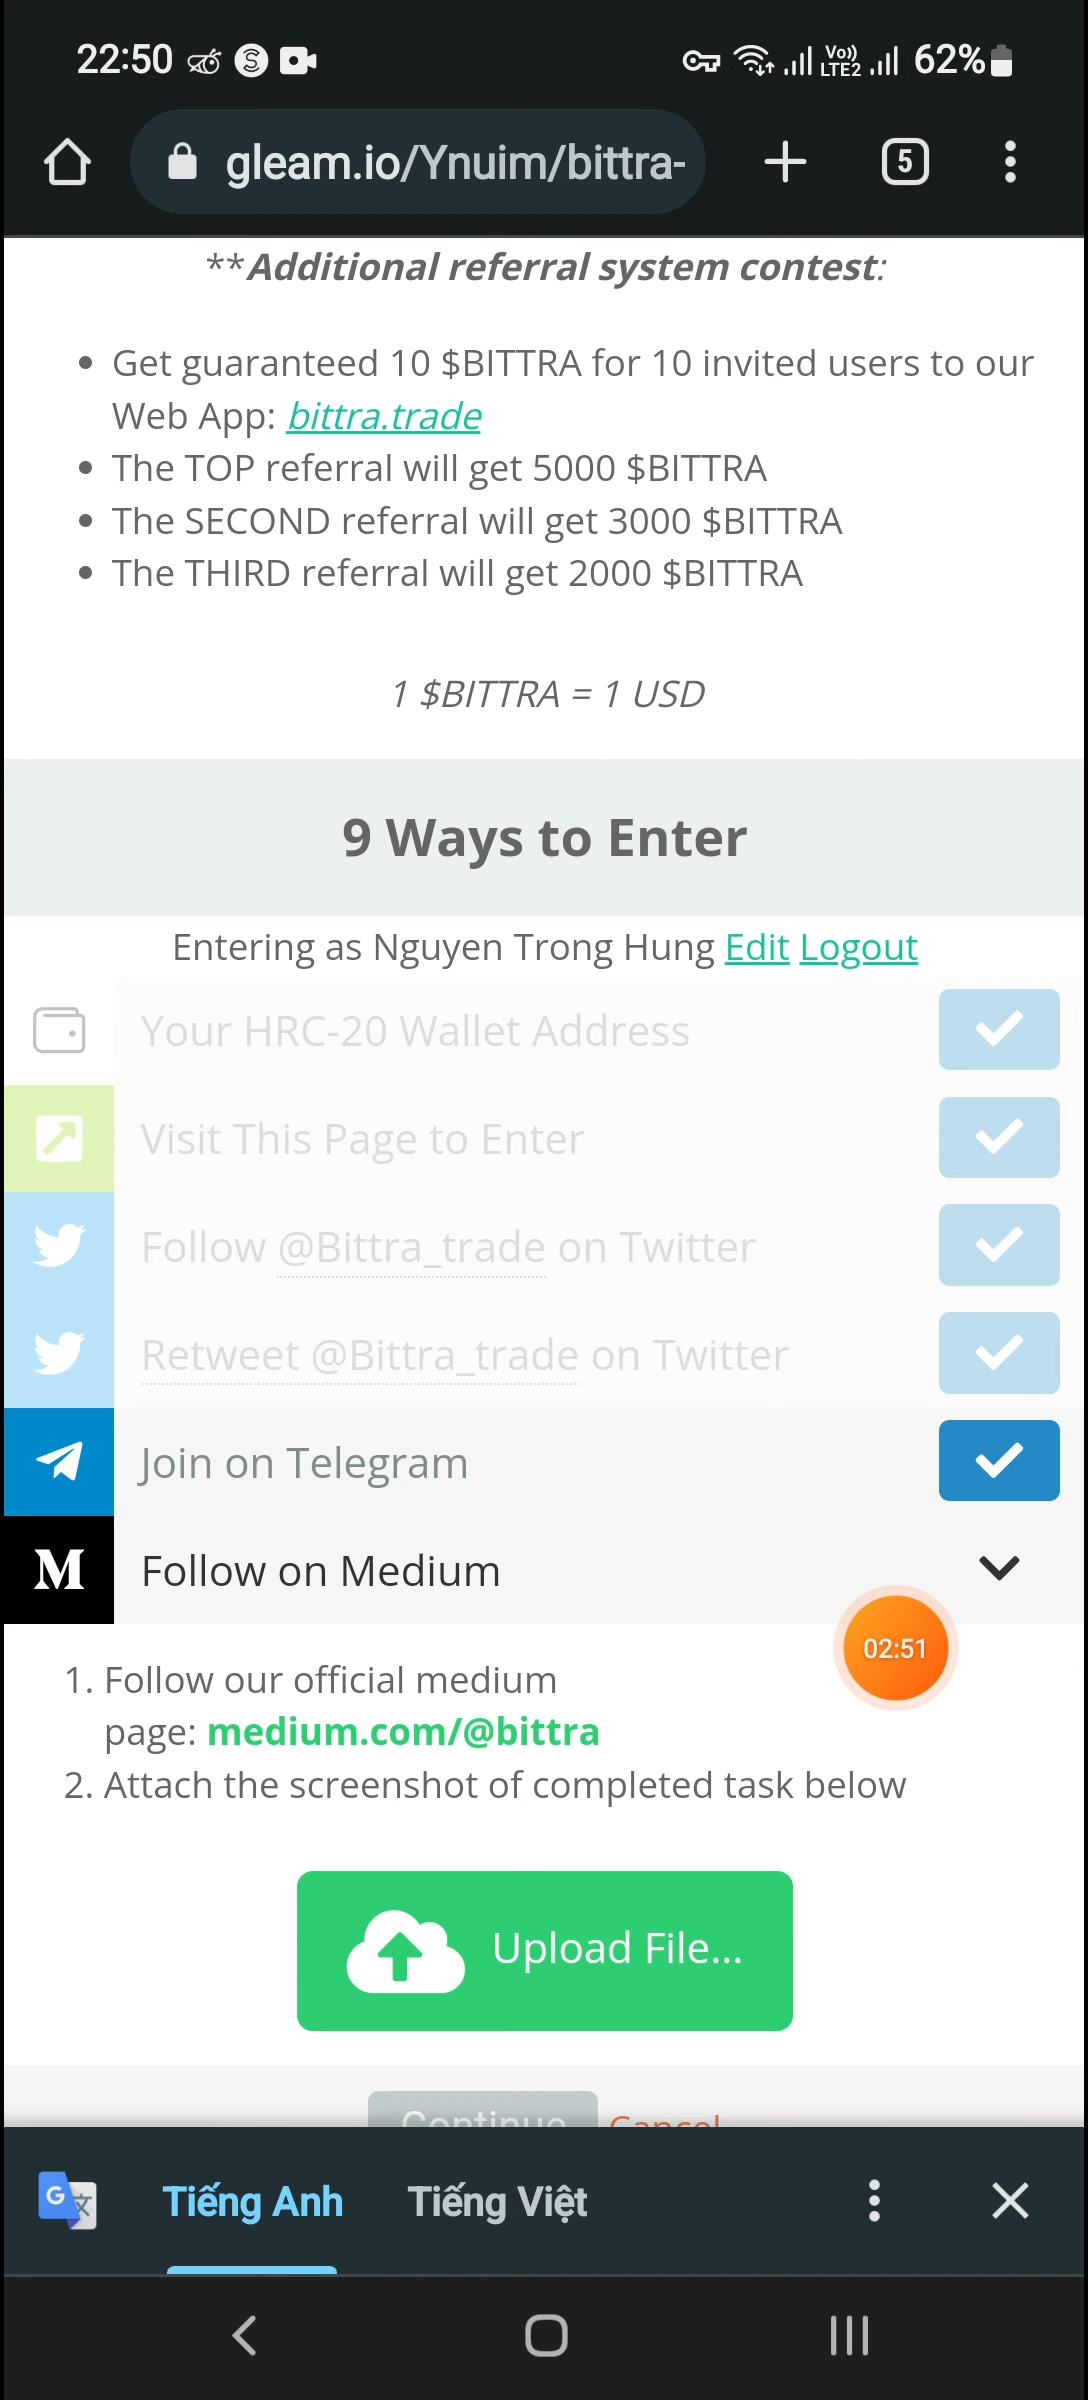 22:50
Vo))
LTE2
62%
gleam.io/Ynuim/bittra-
5
**Additional referral system contest:
Get guaranteed 10 $BITTRA for 10 invited users to our
Web App: bittra.trade
The TOP referral will get 5000 $BITTRA
The SECOND referral will get 3000 $BITTRA
The THIRD referral will get 2000 $BITTRA
1 $BITTRA = 1 USD
9 Ways to Enter
Entering as Nguyen Trong Hung Edit Logout
Your HRC-20 Wallet Address
Visit This Page to Enter
Follow @Bittra_trade on Twitter
Retweet @Bittra_trade on Twitter
Join on Telegram
M Follow on Medium
02:51
1. Follow our official medium
page: medium.com/@bittra
2. Attach the screenshot of completed task below
Upload File...
Continue Cancel
Tiếng Anh Tiếng Việt